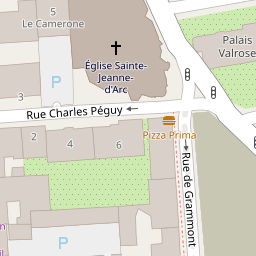 5
Le Camerone
Palais
Valrose
Église Sainte-
Jeanne-
d'Arc
P
3
Rue Charles Péguy
2
4
6
Pizza Prima
Rue de Grammont
P